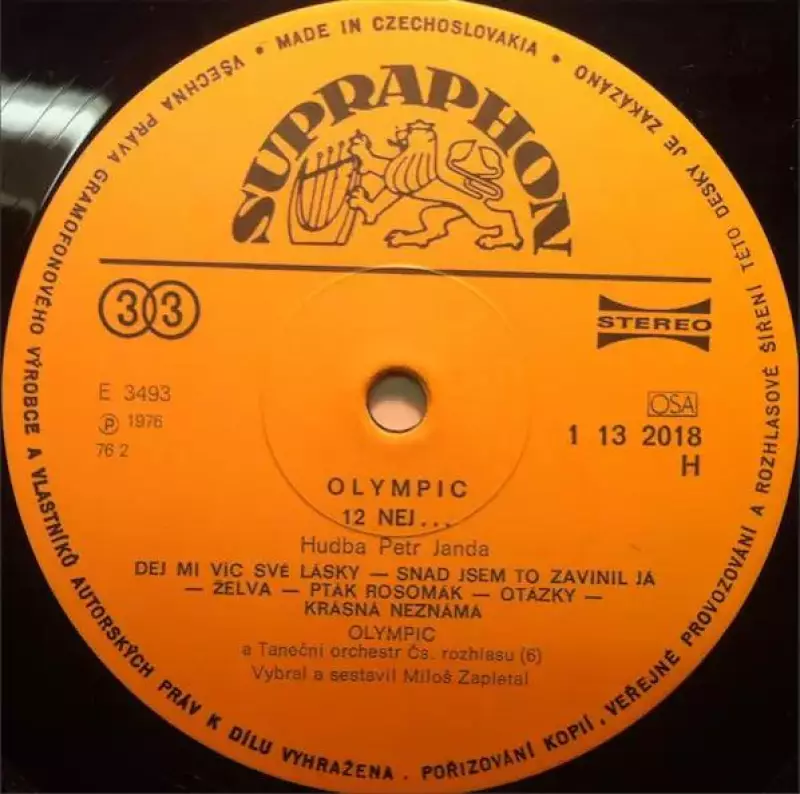 VŠECHNA PRÁVA GRAMOFONOVÉHO VÝROBCE A VLASTNÍKŮ AUTORSKÝCH PRÁV K DÍLU VYHRAŽENA . POŘIZOVÁNÍ KOPIÍ, VEŘEJNÉ PROVOZOVÁNÍ A ROZHLASOVÉ ŠÍŘENÍ TÉTO DESKY JE ZAKÁZÁNO
• MADE IN CZECHOSLOVAKIA •
SUPRAPHON
33
STEREO
E 3493
Ⓟ 1976
76 2
OSA
1 13 2018
H
OLYMPIC
12 NEJ...
Hudba Petr Janda
DEJ MI VÍC SVÉ LÁSKY — SNAD JSEM TO ZAVINIL JÁ
— ŽELVA — PTÁK ROSOMÁK — OTÁZKY —
KRÁSNÁ NEZNÁMÁ
OLYMPIC
a Taneční orchestr Čs. rozhlasu (6)
Vybral a sestavil Miloš Zapletal